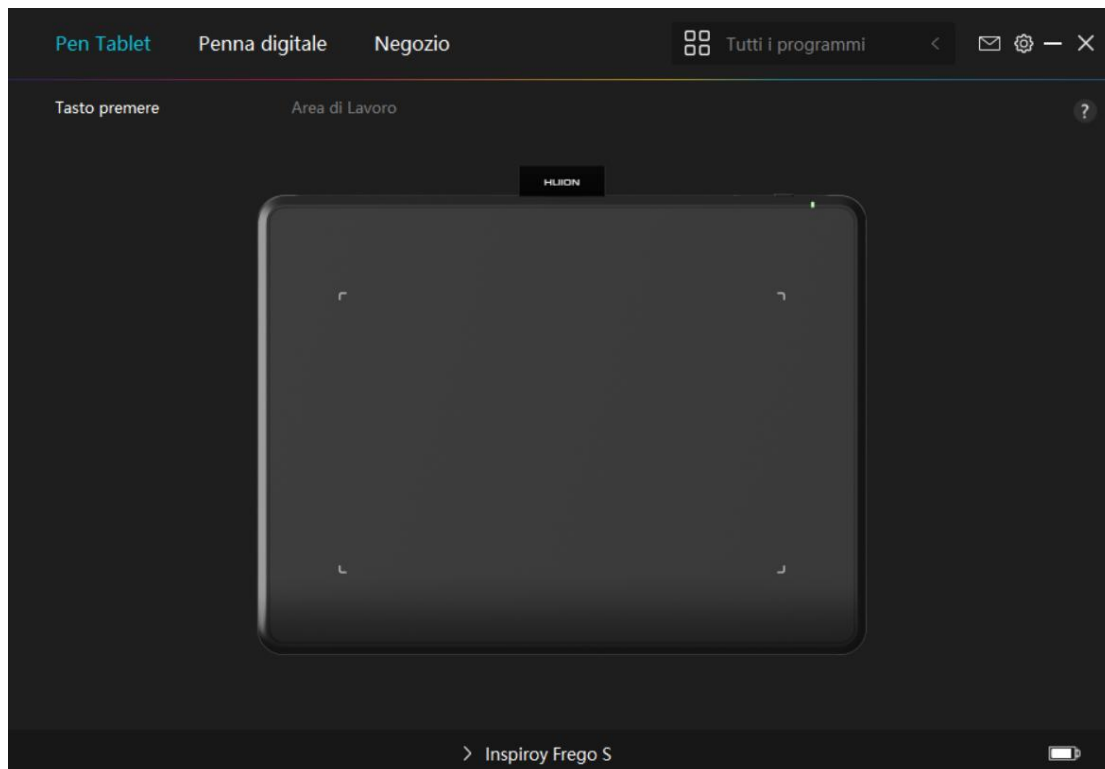 Pen Tablet Penna digitale Negozio Tutti i programmi
Tasto premere Area di Lavoro ?
HUION
Inspiroy Frego S